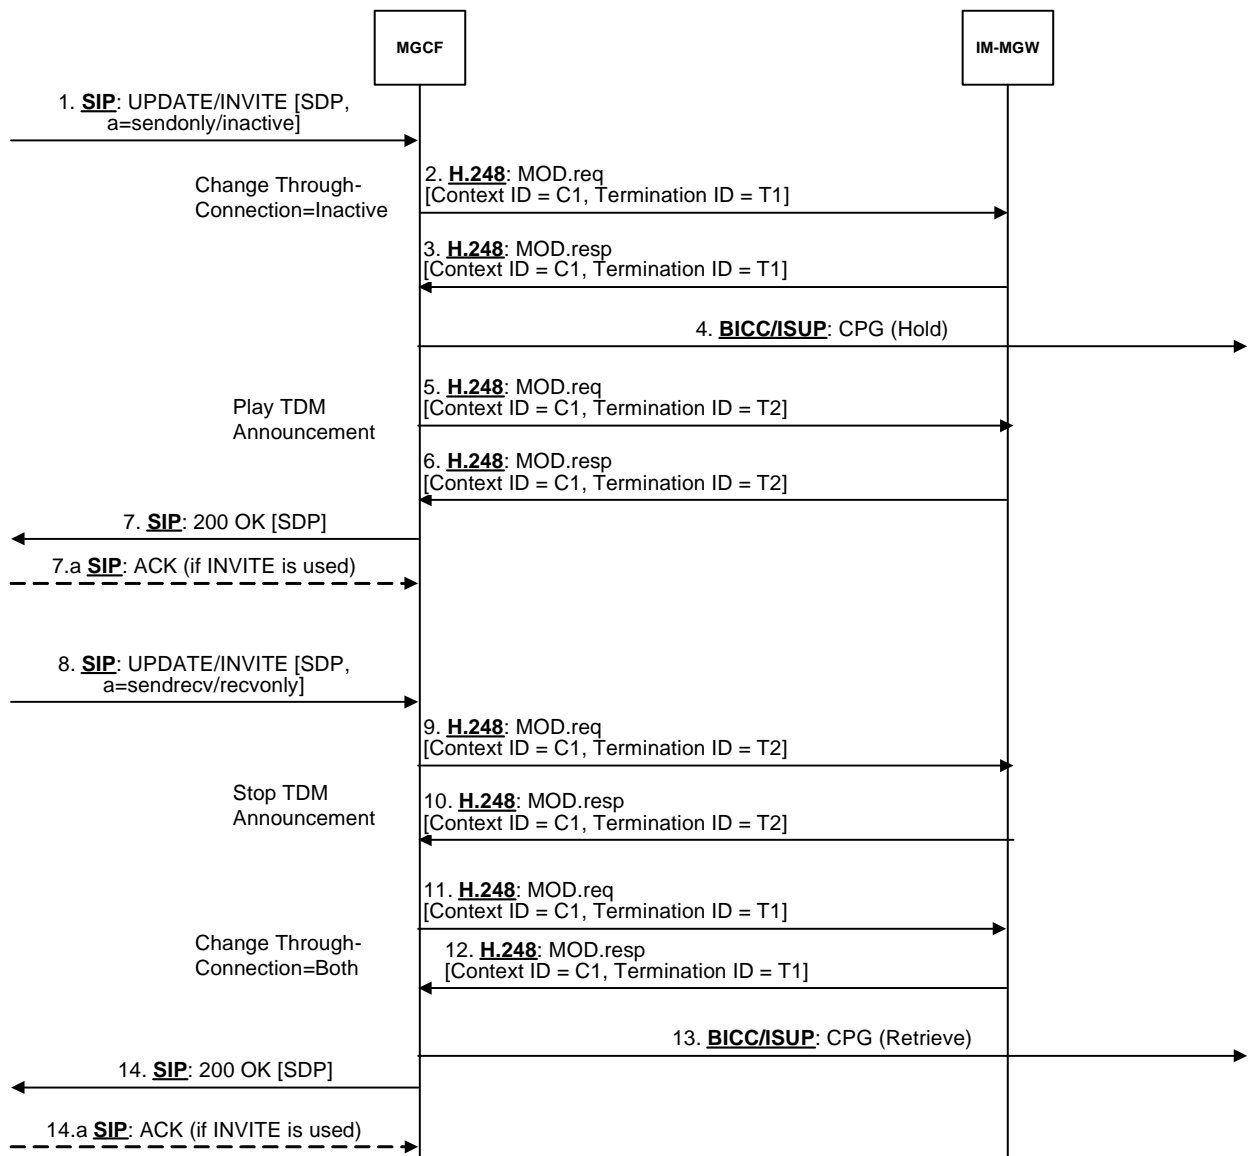 MGCF
IM-MGW
1. SIP: UPDATE/INVITE [SDP,
a=sendonly/inactive]
Change Through-
Connection=Inactive
2. H.248: MOD.req
[Context ID = C1, Termination ID = T1]
3. H.248: MOD.resp
[Context ID = C1, Termination ID = T1]
4. BICC/ISUP: CPG (Hold)
Play TDM
Announcement
5. H.248: MOD.req
[Context ID = C1, Termination ID = T2]
6. H.248: MOD.resp
[Context ID = C1, Termination ID = T2]
7. SIP: 200 OK [SDP]
7.a SIP: ACK (if INVITE is used)
8. SIP: UPDATE/INVITE [SDP,
a=sendrecv/recvonly]
9. H.248: MOD.req
[Context ID = C1, Termination ID = T2]
Stop TDM
Announcement
10. H.248: MOD.resp
[Context ID = C1, Termination ID = T2]
11. H.248: MOD.req
[Context ID = C1, Termination ID = T1]
Change Through-
Connection=Both
12. H.248: MOD.resp
[Context ID = C1, Termination ID = T1]
13. BICC/ISUP: CPG (Retrieve)
14. SIP: 200 OK [SDP]
14.a SIP: ACK (if INVITE is used)